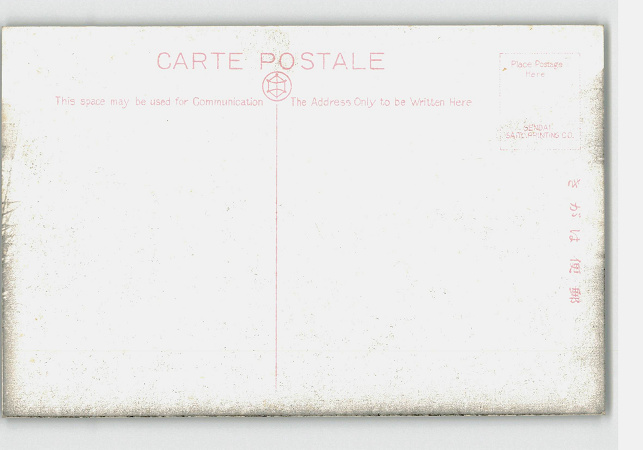 CARTE POSTALE
This space may be used for Communication
The Address Only to be Written Here
Place Postage
Here
SENDAI
SAITO PRINTING CO.
きがは便郵